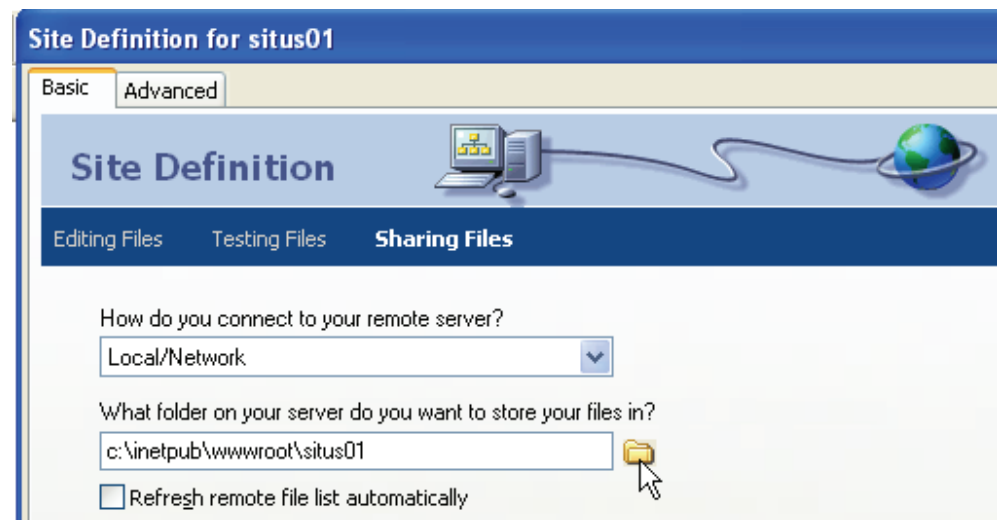 Site Definition for situs01
Basic Advanced
Site Definition
Editing Files Testing Files Sharing Files
How do you connect to your remote server?
Local/Network
What folder on your server do you want to store your files in?
c:\inetpub\wwwroot\situs01
Refresh remote file list automatically